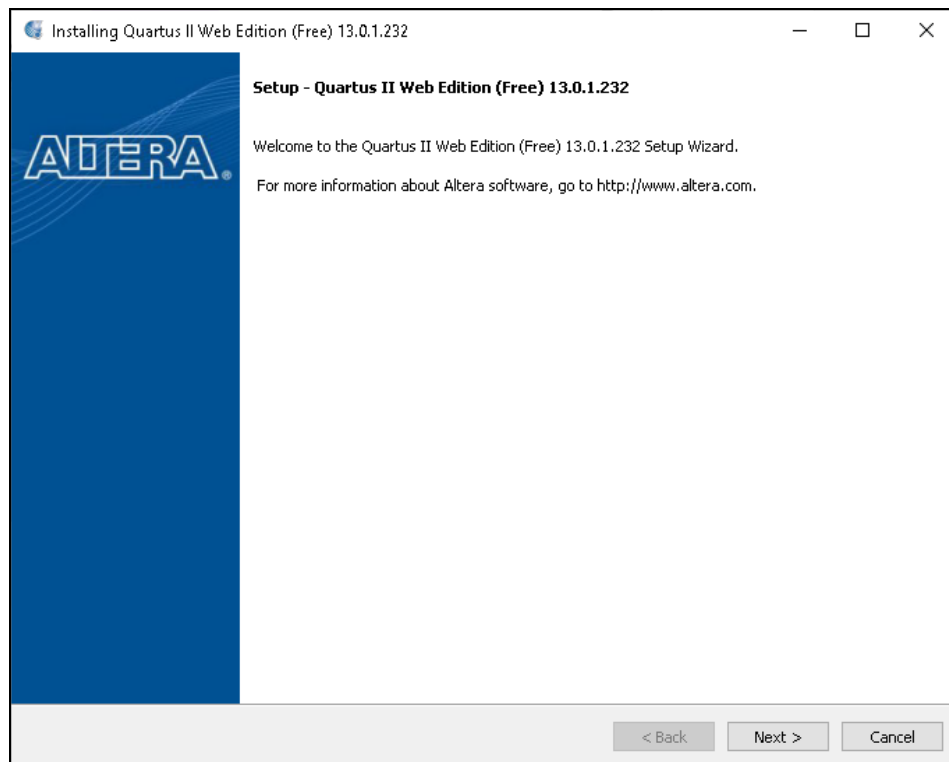 Installing Quartus II Web Edition (Free) 13.0.1.232
Setup - Quartus II Web Edition (Free) 13.0.1.232
ALTERA®
Welcome to the Quartus II Web Edition (Free) 13.0.1.232 Setup Wizard.
For more information about Altera software, go to http://www.altera.com.
< Back Next > Cancel